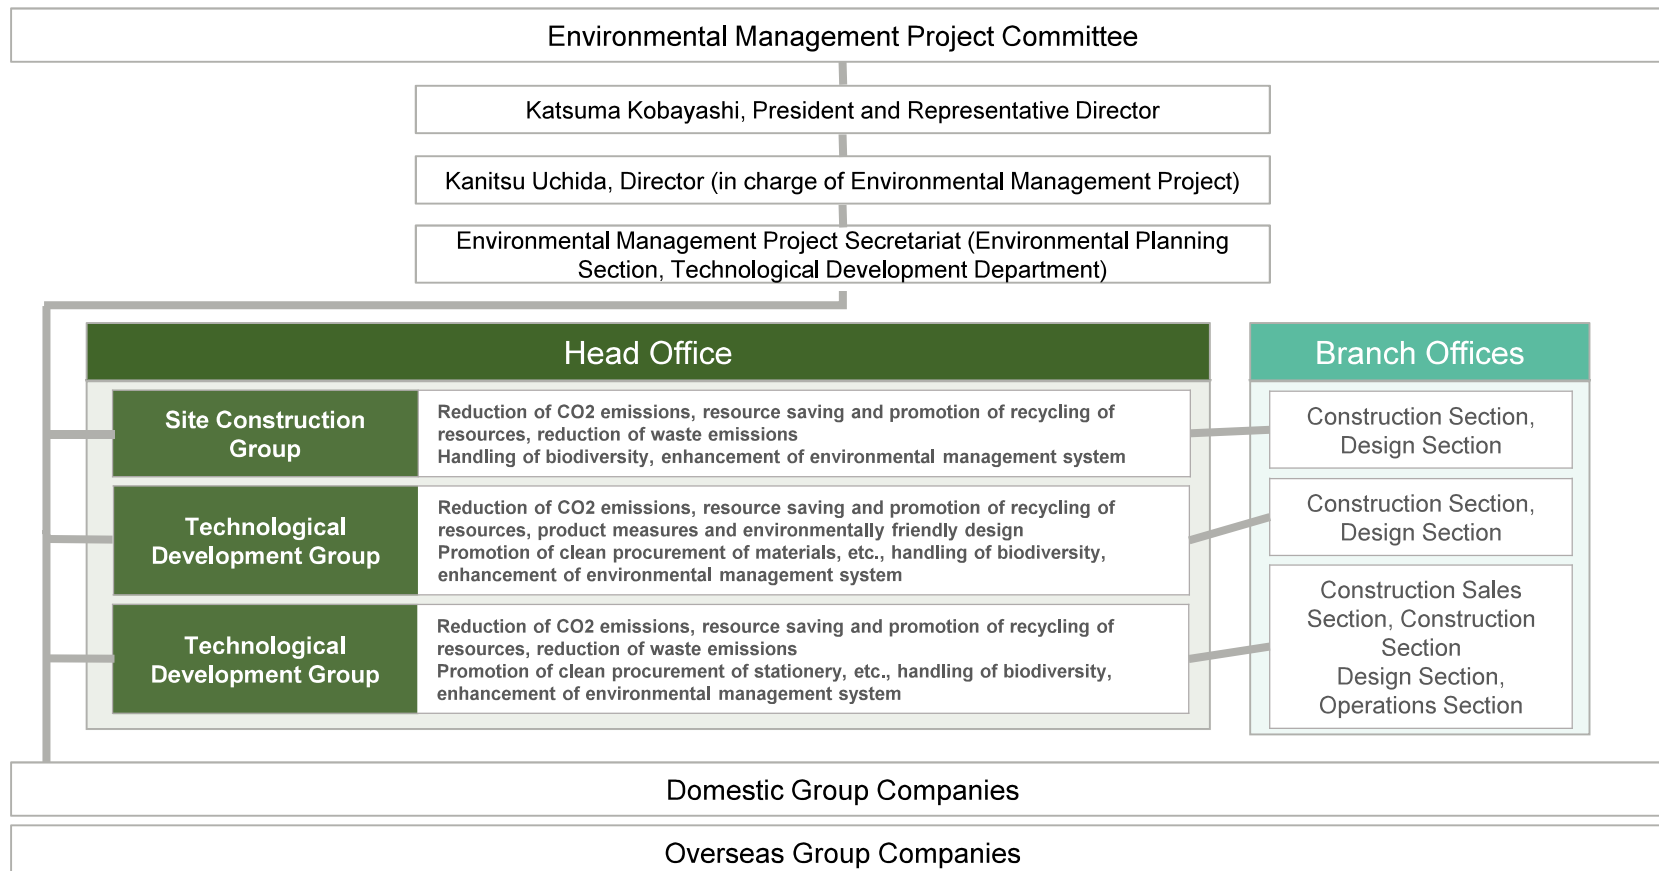 Environmental Management Project Committee
Katsuma Kobayashi, President and Representative Director
Kanitsu Uchida, Director (in charge of Environmental Management Project)
Environmental Management Project Secretariat (Environmental Planning
Section, Technological Development Department)
Head Office
Branch Offices
Site Construction
Group
Reduction of CO2 emissions, resource saving and promotion of recycling of
resources, reduction of waste emissions
Handling of biodiversity, enhancement of environmental management system
Construction Section,
Design Section
Technological
Development Group
Reduction of CO2 emissions, resource saving and promotion of recycling of
resources, product measures and environmentally friendly design
Promotion of clean procurement of materials, etc., handling of biodiversity,
enhancement of environmental management system
Construction Section,
Design Section
Technological
Development Group
Reduction of CO2 emissions, resource saving and promotion of recycling of
resources, reduction of waste emissions
Promotion of clean procurement of stationery, etc., handling of biodiversity,
enhancement of environmental management system
Construction Sales
Section, Construction
Section
Design Section,
Operations Section
Domestic Group Companies
Overseas Group Companies